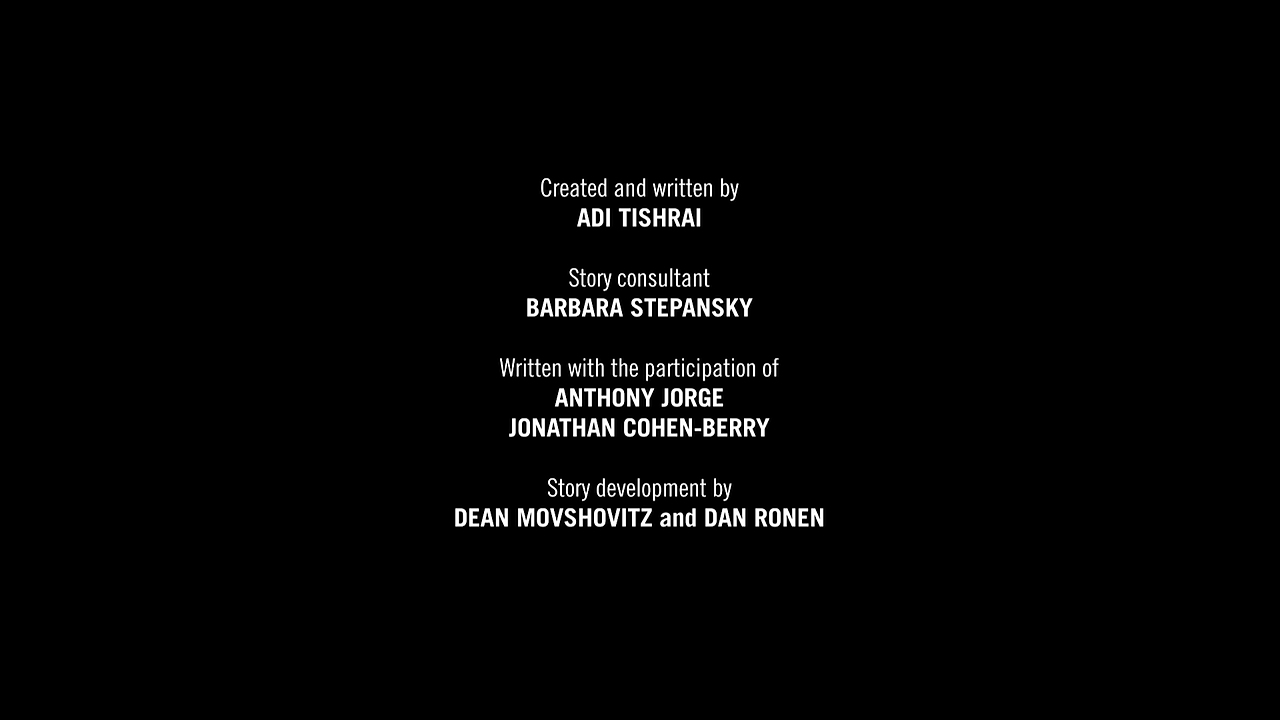 Created and written by
ADI TISHRAI
Story consultant
BARBARA STEPANSKY
Written with the participation of
ANTHONY JORGE
JONATHAN COHEN-BERRY
Story development by
DEAN MOVSHOVITZ and DAN RONEN